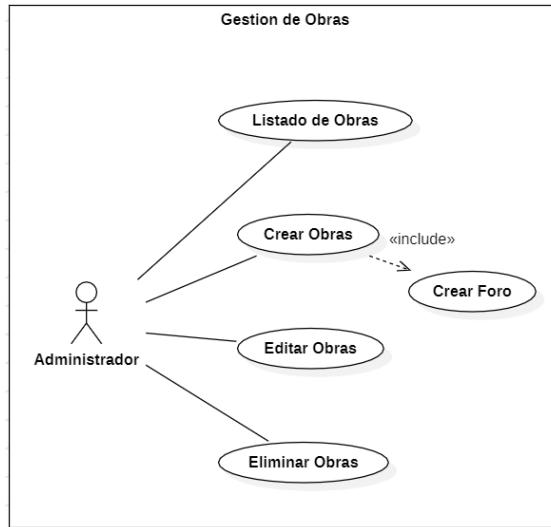 Gestion de Obras
Listado de Obras
Crear Obras
«include»
Crear Foro
Administrador
Editar Obras
Eliminar Obras